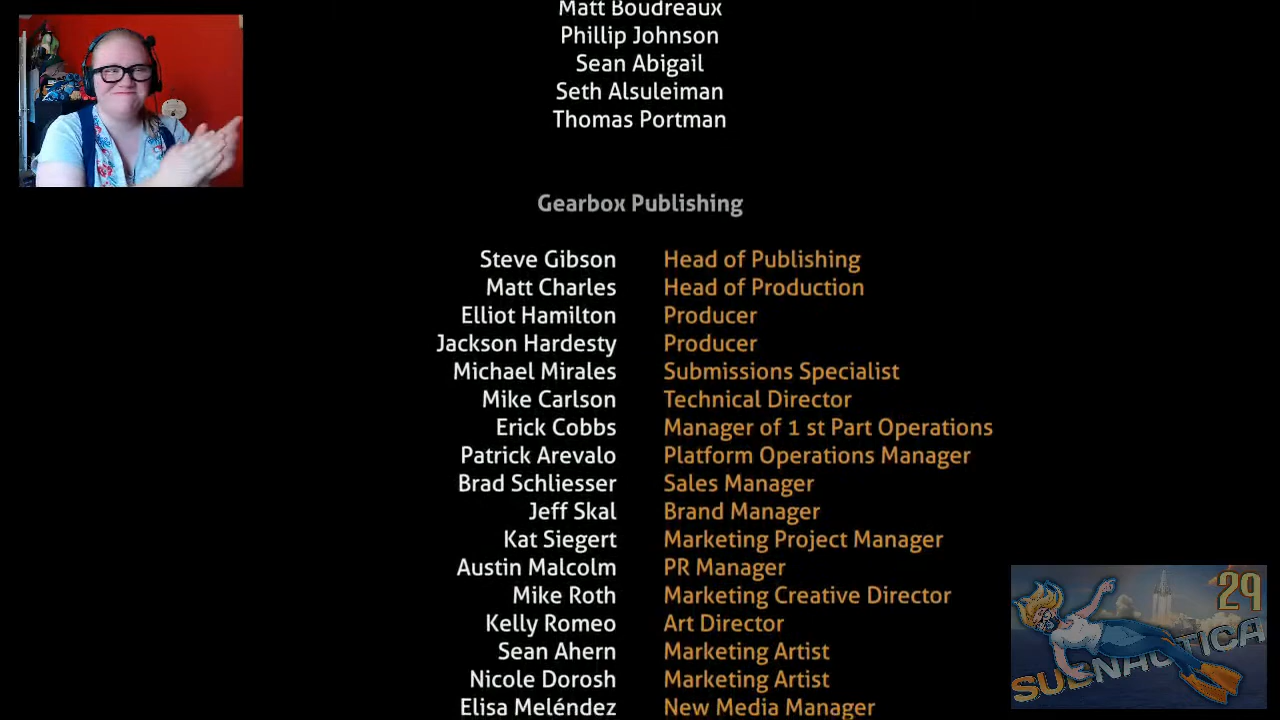 Matt Boudreaux
Phillip Johnson
Sean Abigail
Seth Alsuleiman
Thomas Portman
Gearbox Publishing
Steve Gibson Head of Publishing
Matt Charles Head of Production
Elliot Hamilton Producer
Jackson Hardesty Producer
Michael Mirales Submissions Specialist
Mike Carlson Technical Director
Erick Cobbs Manager of 1 st Part Operations
Patrick Arevalo Platform Operations Manager
Brad Schliesser Sales Manager
Jeff Skal Brand Manager
Kat Siegert Marketing Project Manager
Austin Malcolm PR Manager
Mike Roth Marketing Creative Director
Kelly Romeo Art Director
Sean Ahern Marketing Artist
Nicole Dorosh Marketing Artist
Elisa Meléndez New Media Manager
29
SUBNAUTICA